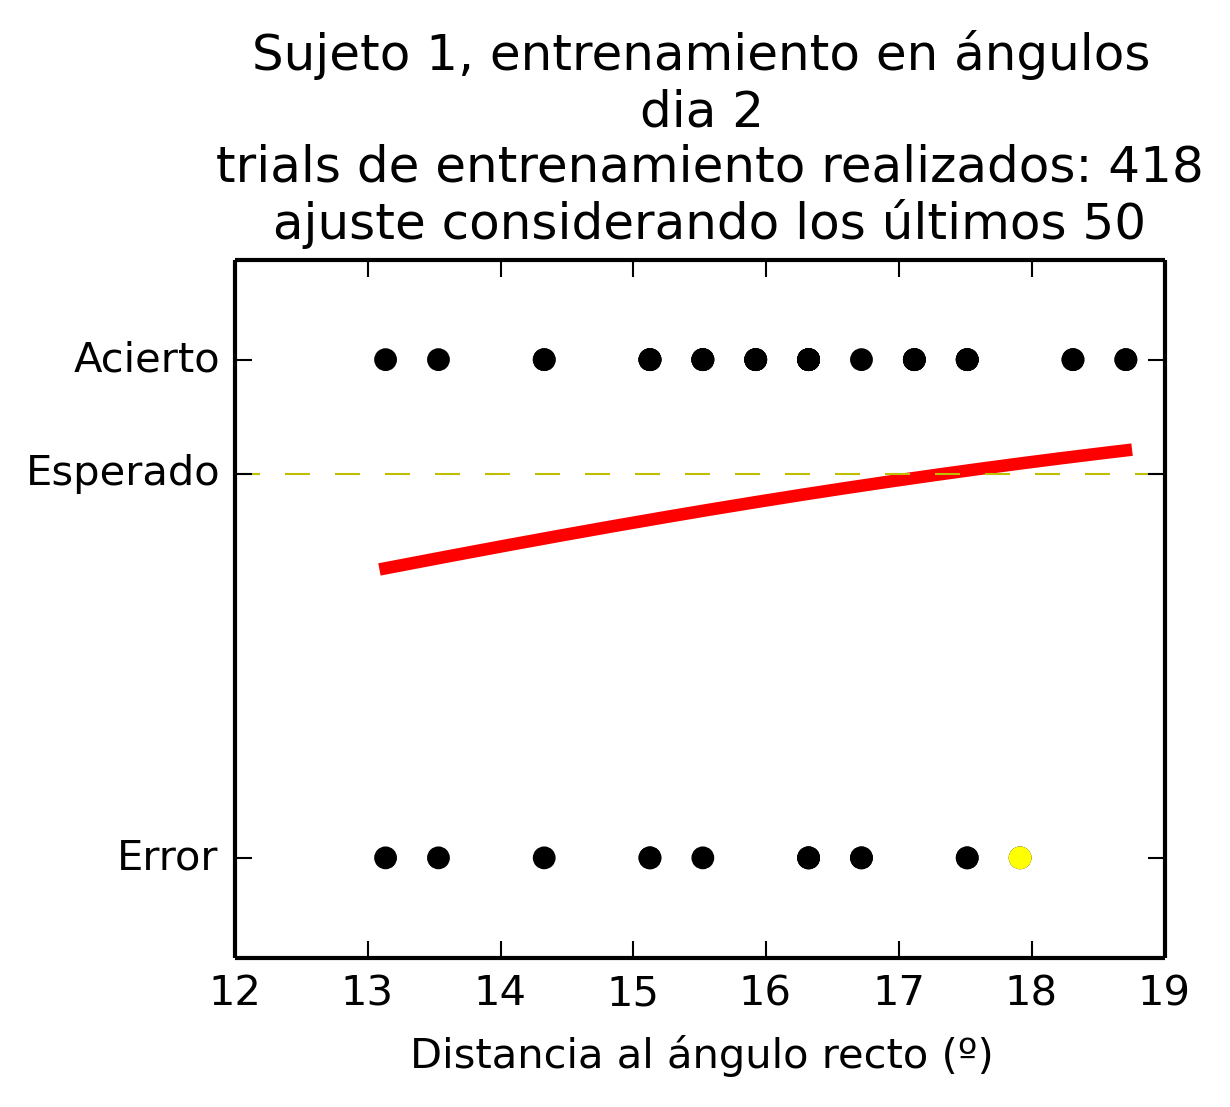 Sujeto 1, entrenamiento en ángulos
dia 2
trials de entrenamiento realizados: 418
ajuste considerando los últimos 50
Acierto
Esperado
Error
12 13 14 15 16 17 18 19
Distancia al ángulo recto (º)